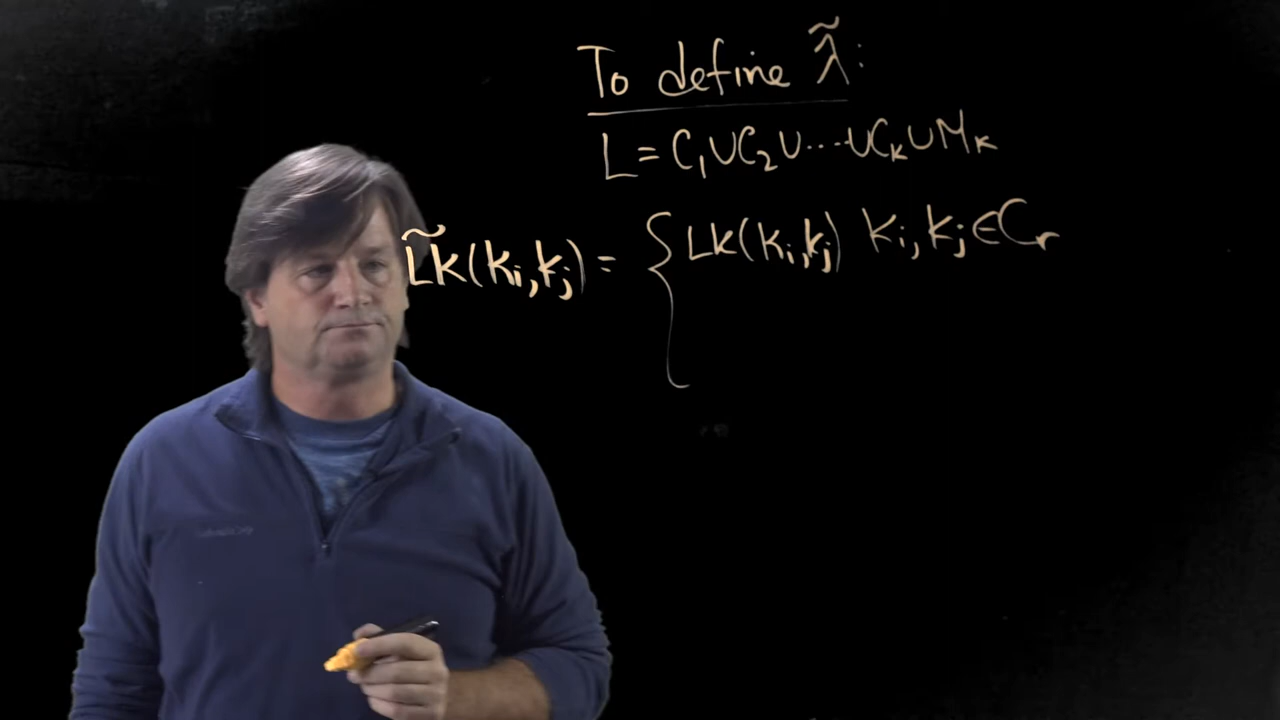 To define λ̃:
L = C₁∪C₂∪⋯∪Cₖ∪Mₖ
L̃k(Kᵢ,Kⱼ) = { Lk(Kᵢ,Kⱼ) Kᵢ,Kⱼ∈Cᵣ